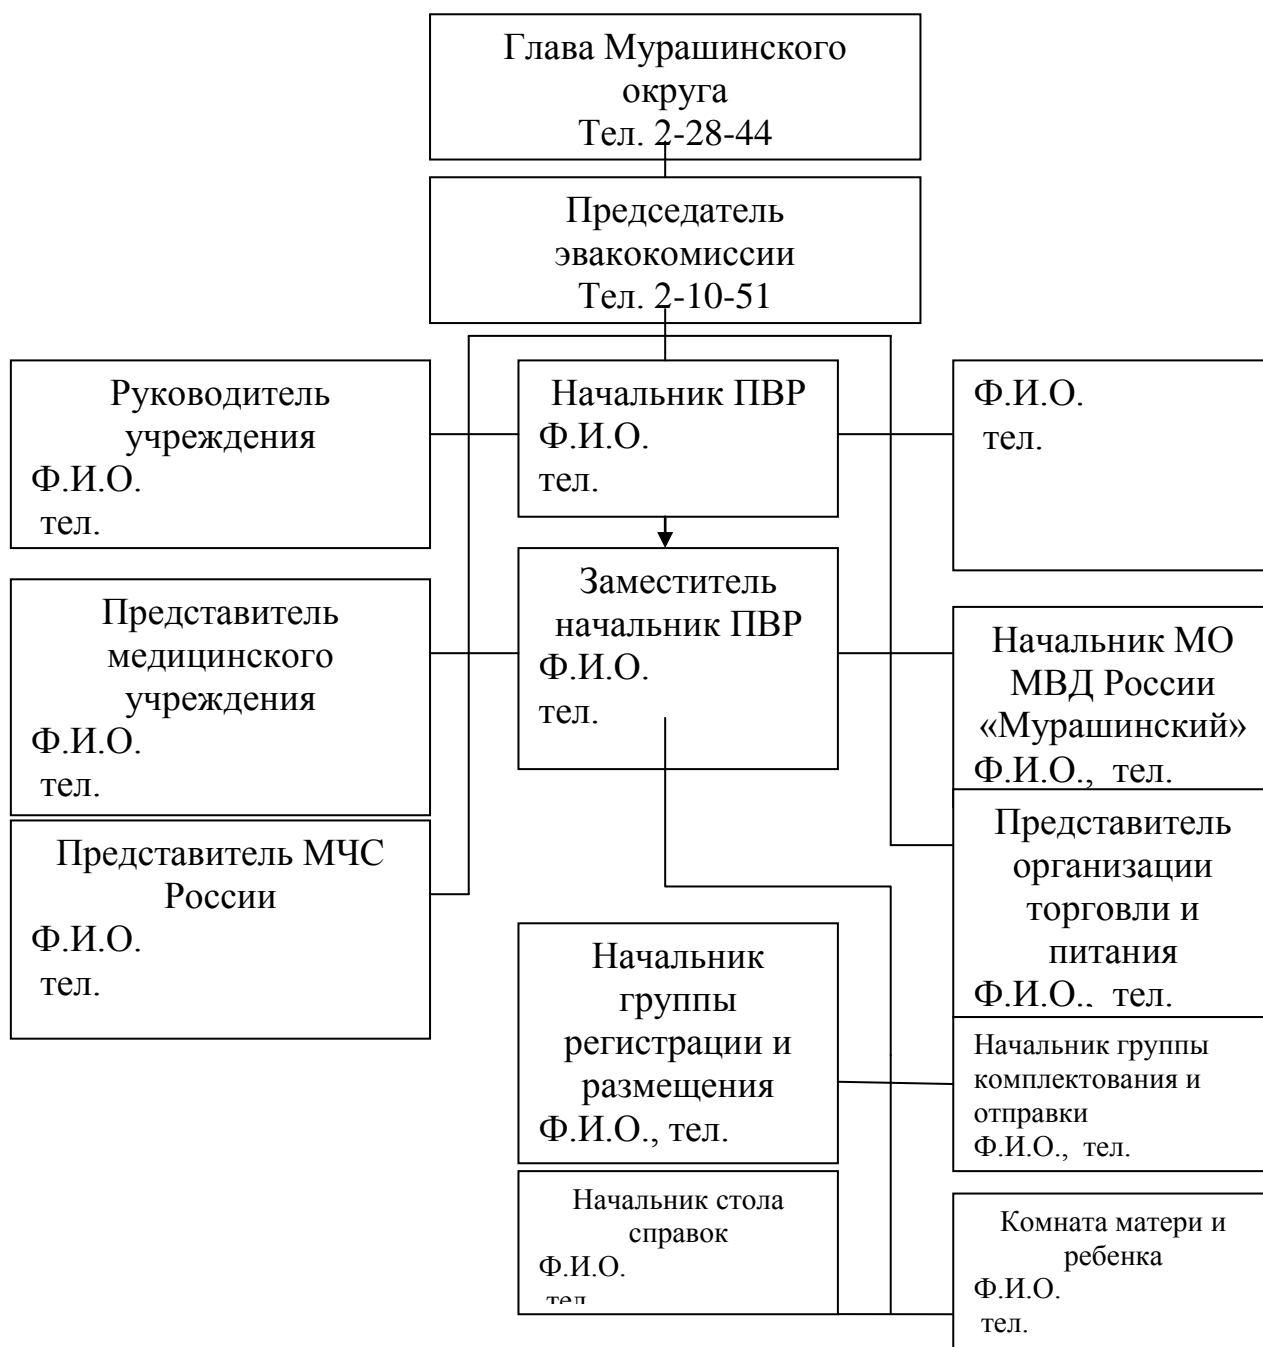 Глава Мурашинского
округа
Тел. 2-28-44
Председатель
эвакокомиссии
Тел. 2-10-51
Руководитель
учреждения
Ф.И.О.
тел.
Начальник ПВР
Ф.И.О.
тел.
Ф.И.О.
тел.
Представитель
медицинского
учреждения
Ф.И.О.
тел.
Заместитель
начальник ПВР
Ф.И.О.
тел.
Начальник МО
МВД России
«Мурашинский»
Ф.И.О., тел.
Представитель МЧС
России
Ф.И.О.
тел.
Представитель
организации
торговли и
питания
Ф.И.О., тел.
Начальник
группы
регистрации и
размещения
Ф.И.О., тел.
Начальник группы
комплектования и
отправки
Ф.И.О., тел.
Начальник стола
справок
Ф.И.О.
тел
Комната матери и
ребенка
Ф.И.О.
тел.